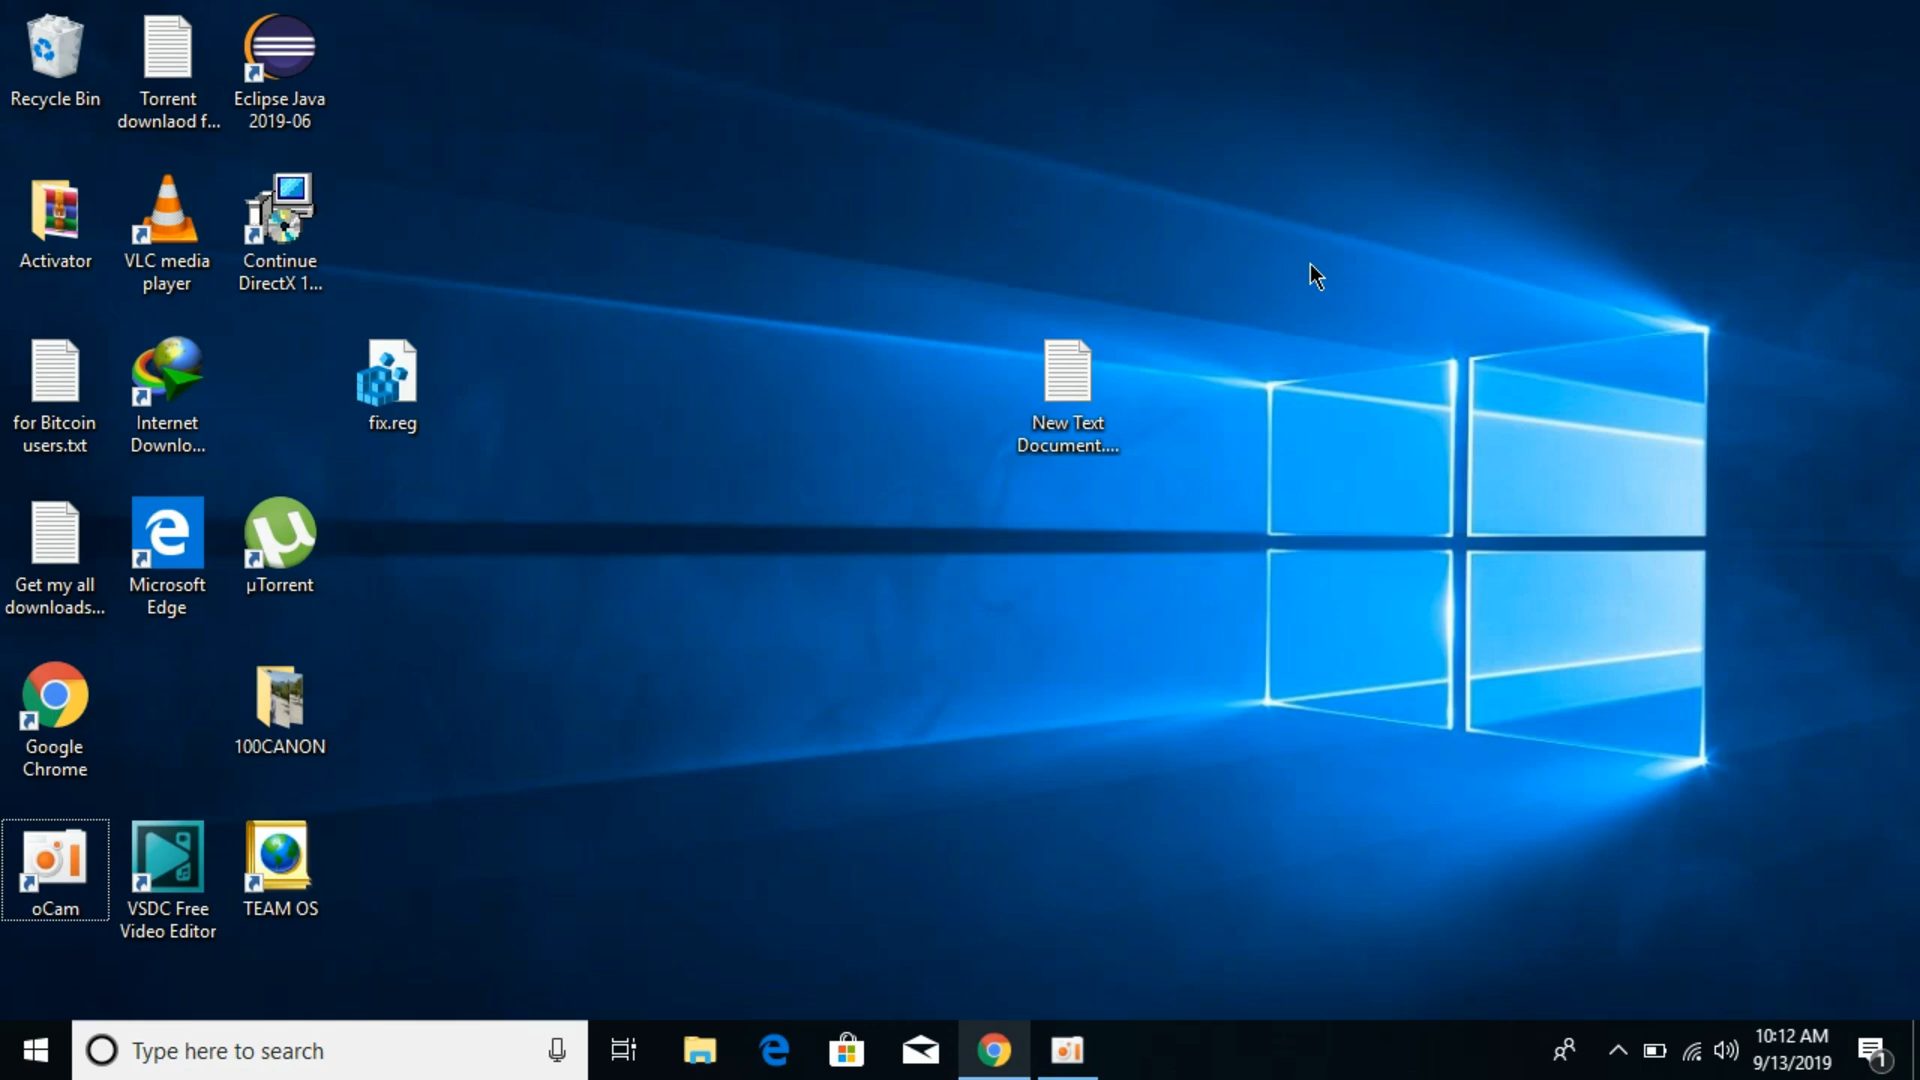 Recycle Bin
Torrent
downlaod f...
Eclipse Java
2019-06
Activator
VLC media
player
Continue
DirectX 1...
for Bitcoin
users.txt
Internet
Downlo...
fix.reg
New Text
Document....
Get my all
downloads...
Microsoft
Edge
µTorrent
Google
Chrome
100CANON
oCam
VSDC Free
Video Editor
TEAM OS
Type here to search
10:12 AM
9/13/2019
1